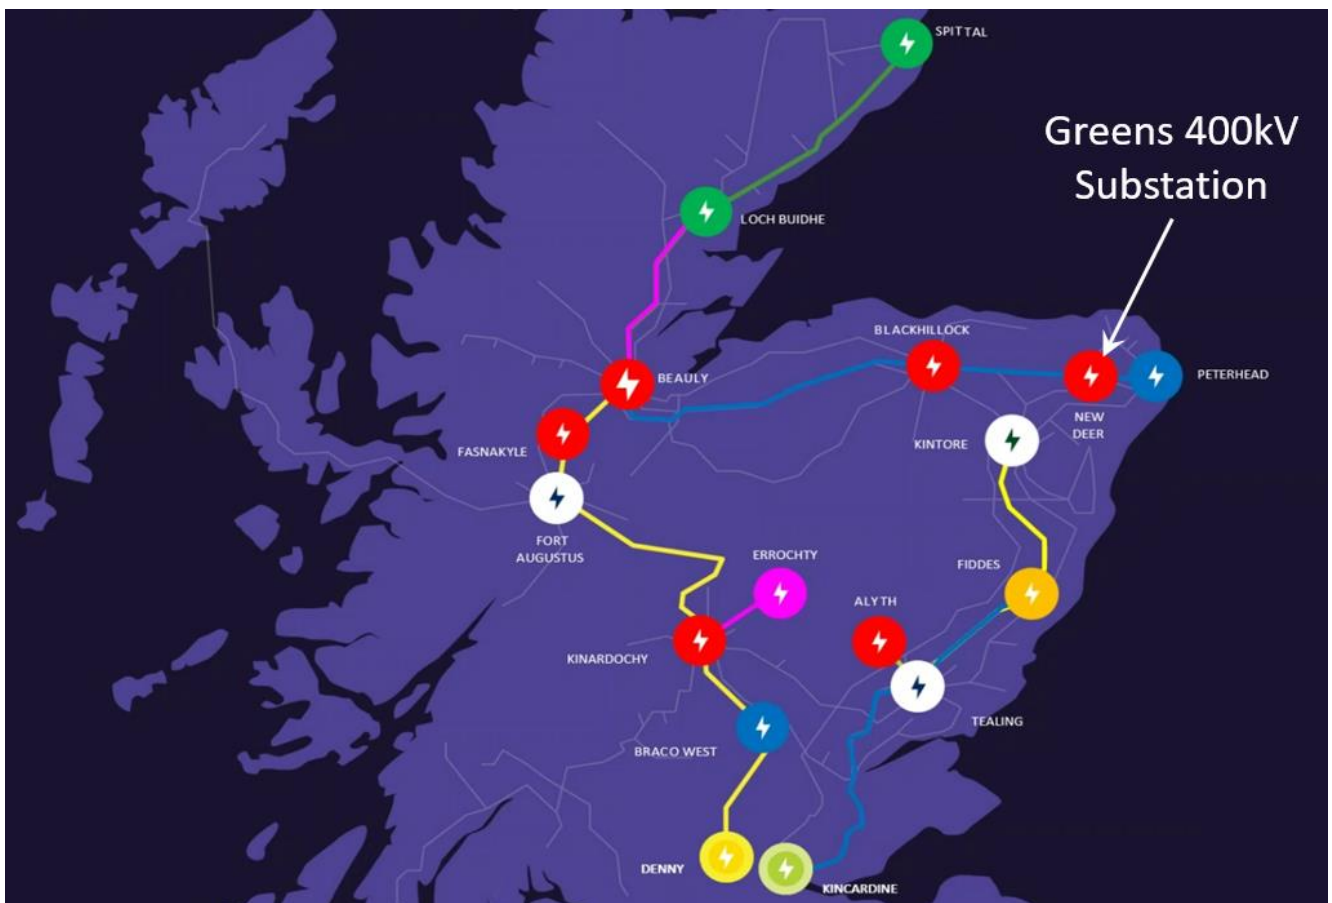 SPITTAL
Greens 400kV
Substation
LOCH BUIDHE
BLACKHILLOCK
BEAULY
PETERHEAD
NEW
DEER
KINTORE
FASNAKYLE
FORT
AUGUSTUS
ERROCHTY
FIDDES
ALYTH
KINARDOCHY
TEALING
BRACO WEST
DENNY
KINCARDINE